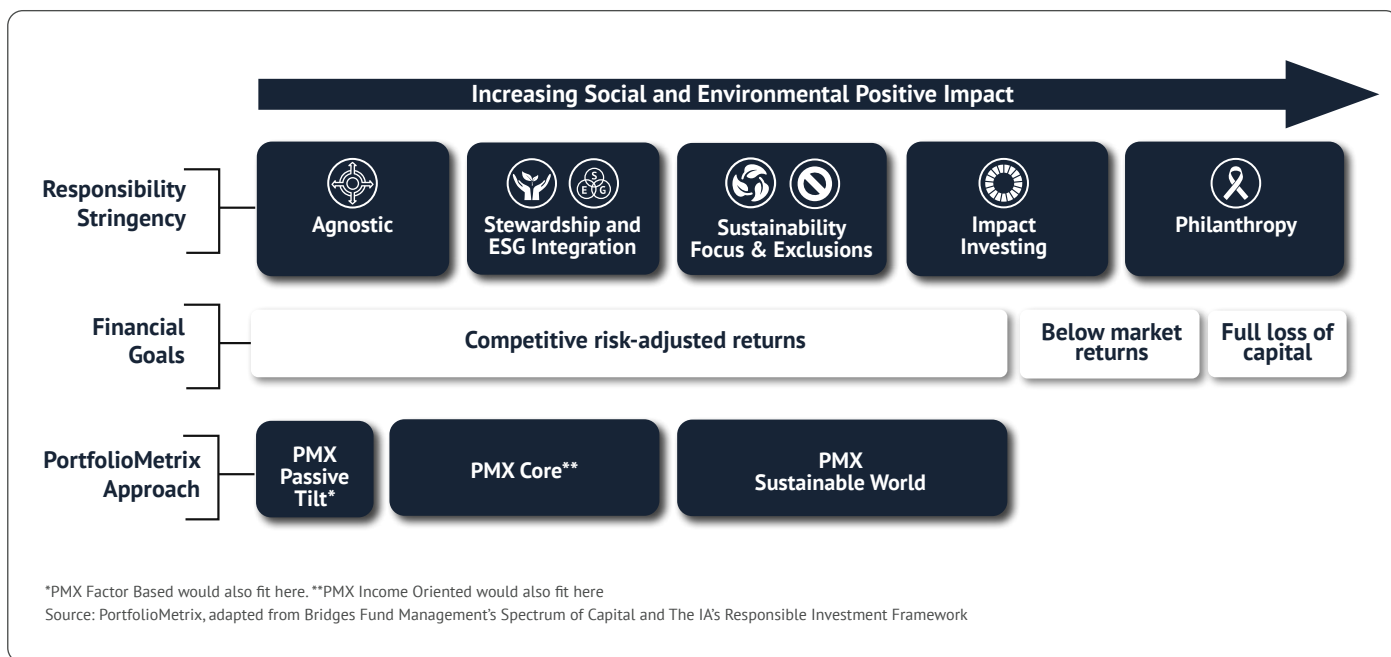 Increasing Social and Environmental Positive Impact
Responsibility
Stringency
Agnostic
S
E G
Stewardship and
ESG Integration
Sustainability
Focus & Exclusions
Impact
Investing
Philanthropy
Financial
Goals
Competitive risk-adjusted returns
Below market
returns
Full loss of
capital
PortfolioMetrix
Approach
PMX
Passive
Tilt*
PMX Core**
PMX
Sustainable World
*PMX Factor Based would also fit here. **PMX Income Oriented would also fit here
Source: PortfolioMetrix, adapted from Bridges Fund Management’s Spectrum of Capital and The IA’s Responsible Investment Framework